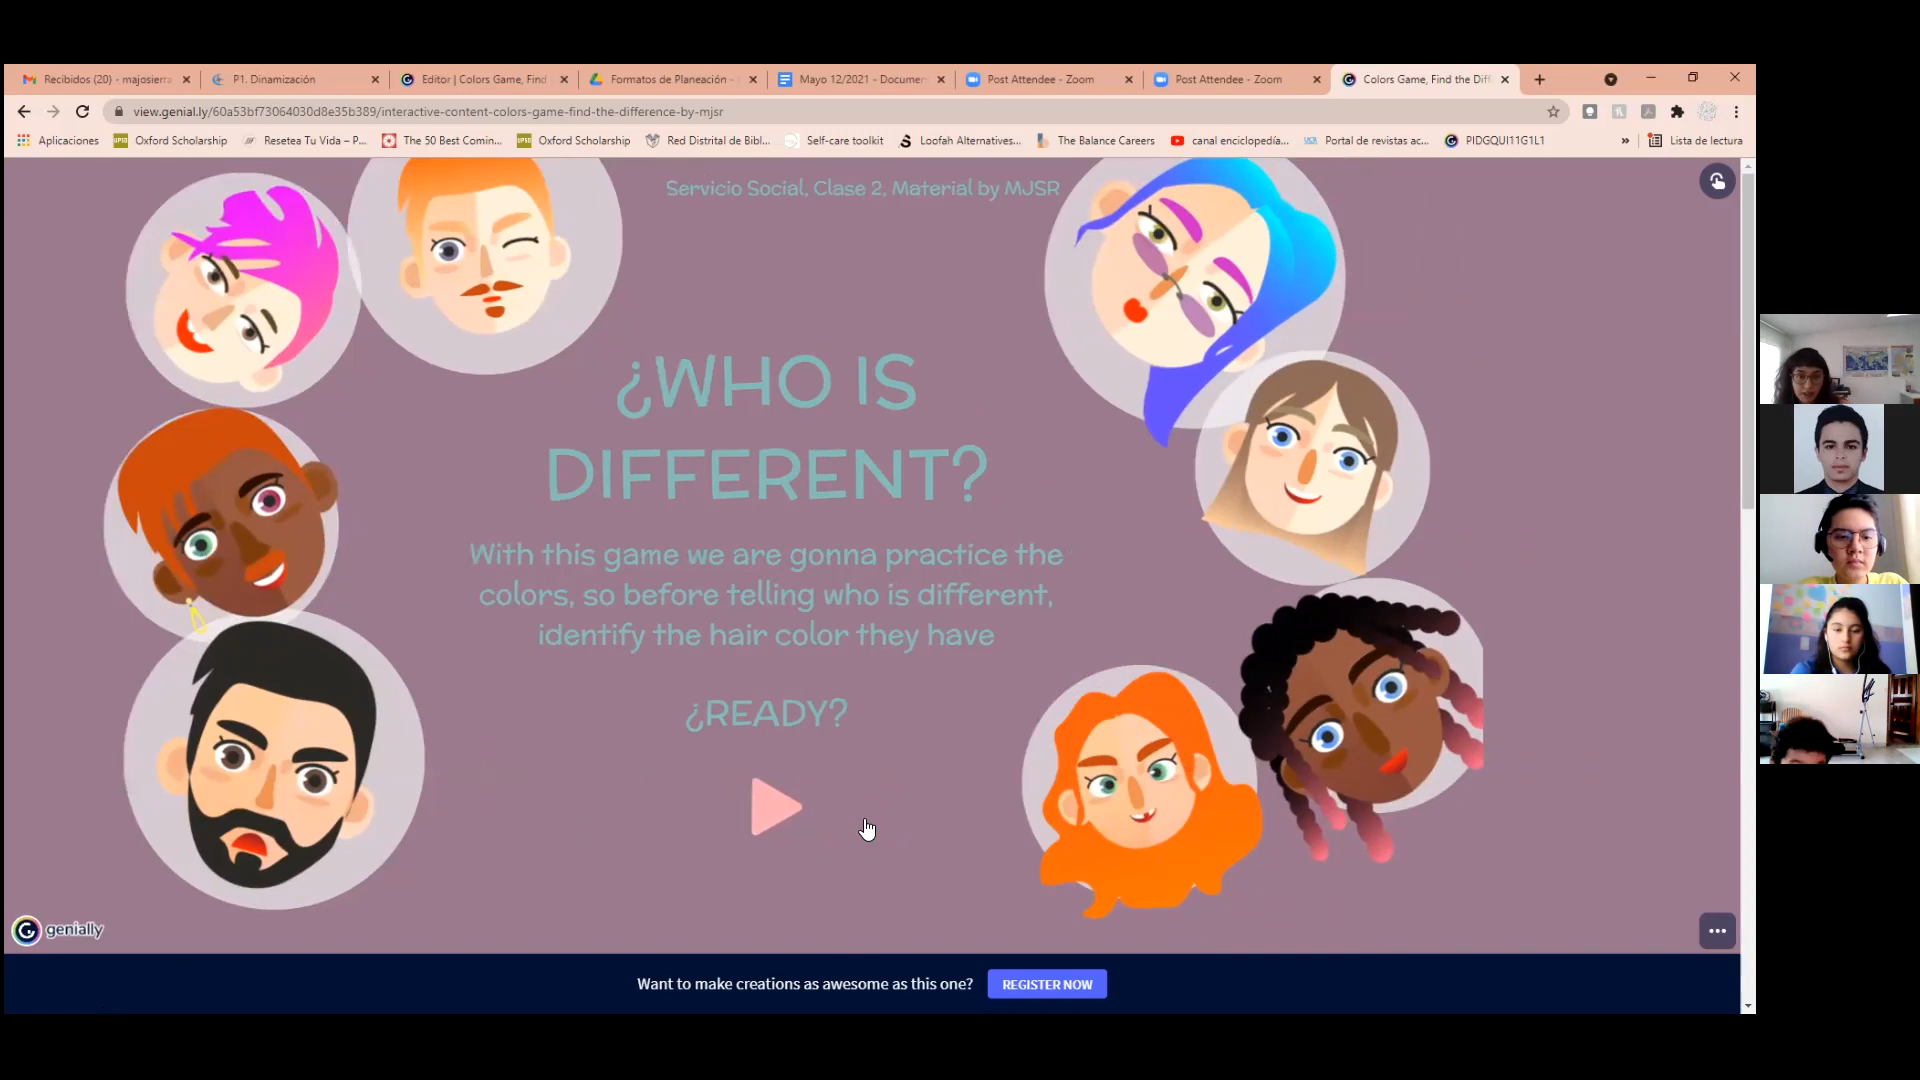 Recibidos (20) - majosierra
P1. Dinamización
Editor | Colors Game, Find
Formatos de Planeación -
Mayo 12/2021 - Document
Post Attendee - Zoom
Post Attendee - Zoom
Colors Game, Find the Diff
view.genial.ly/60a53bf73064030d8e35b389/interactive-content-colors-game-find-the-difference-by-mjsr
Aplicaciones
Oxford Scholarship
Resetea Tu Vida – P...
The 50 Best Comin...
Oxford Scholarship
Red Distrital de Bibl...
Self-care toolkit
Loofah Alternatives...
The Balance Careers
canal enciclopedía...
Portal de revistas ac...
PIDGQUI11G1L1
»
Lista de lectura
Servicio Social, Clase 2, Material by MJSR
¿WHO IS
DIFFERENT?
With this game we are gonna practice the
colors, so before telling who is different,
identify the hair color they have
¿READY?
genially
Want to make creations as awesome as this one?
REGISTER NOW